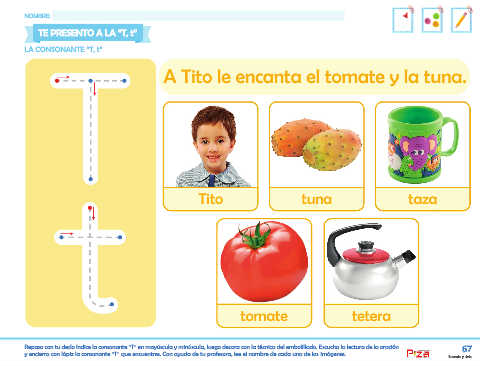 NOMBRE:
TE PRESENTO A LA "T, t"
LA CONSONANTE "T, t"
A Tito le encanta el tomate y la tuna.
Tito
tuna
taza
tomate
tetera
Repasa con tu dedo índice la consonante "T" en mayúscula y minúscula, luego decora con la técnica del embolillado. Escucha la lectura de la oración
y encierra con lápiz la consonante "T" que encuentres. Con ayuda de tu profesora, lee el nombre de cada una de las imágenes.
67